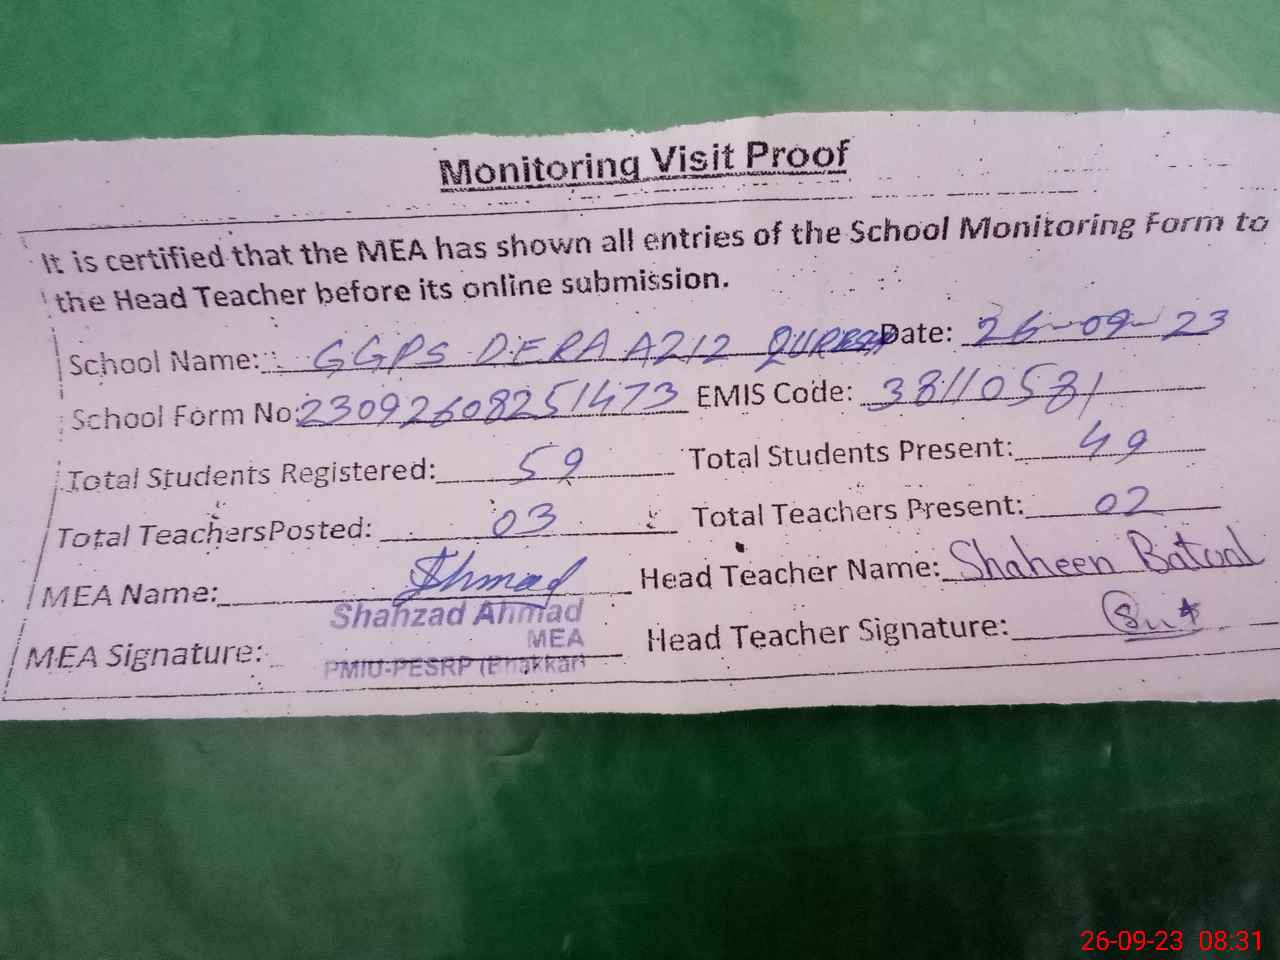 Monitoring Visit Proof
It is certified that the MEA has shown all entries of the School Monitoring Form to
the Head Teacher before its online submission.
School Name: GGPS DERA A212 QURESHI Date: 26-09-23
School Form No: 23092608251473 EMIS Code: 38110581
Total Students Registered: 59 Total Students Present: 49
Total TeachersPosted: 03 Total Teachers Present: 02
MEA Name: Ahmad Head Teacher Name: Shaheen Batool
Shahzad Ahmad
MEA
MEA Signature: Head Teacher Signature:
PMIU-PESRP (Bhakkar)
26-09-23 08:31